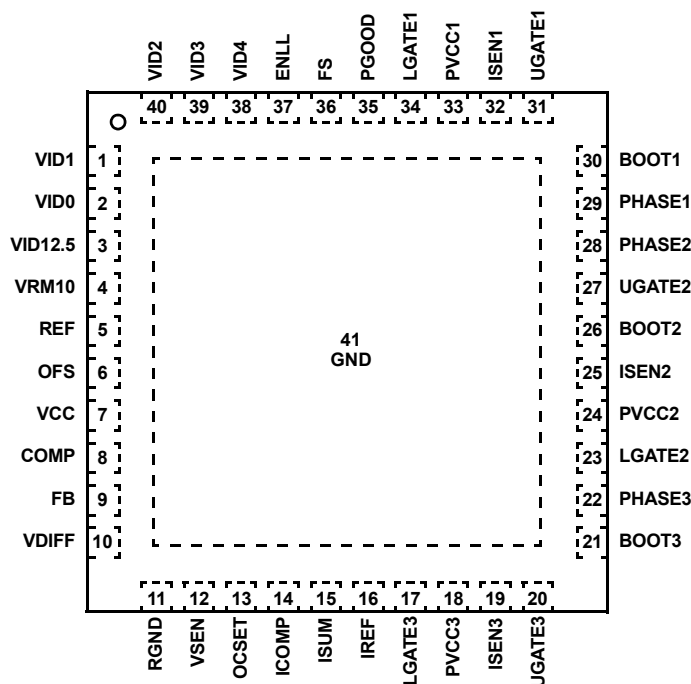 VID2
VID3
VID4
ENLL
FS
PGOOD
LGATE1
PVCC1
ISEN1
UGATE1
40
39
38
37
36
35
34
33
32
31
VID1 1
VID0 2
VID12.5 3
VRM10 4
REF 5
OFS 6
VCC 7
COMP 8
FB 9
VDIFF 10
41
GND
30 BOOT1
29 PHASE1
28 PHASE2
27 UGATE2
26 BOOT2
25 ISEN2
24 PVCC2
23 LGATE2
22 PHASE3
21 BOOT3
11
12
13
14
15
16
17
18
19
20
RGND
VSEN
OCSET
ICOMP
ISUM
IREF
LGATE3
PVCC3
ISEN3
UGATE3